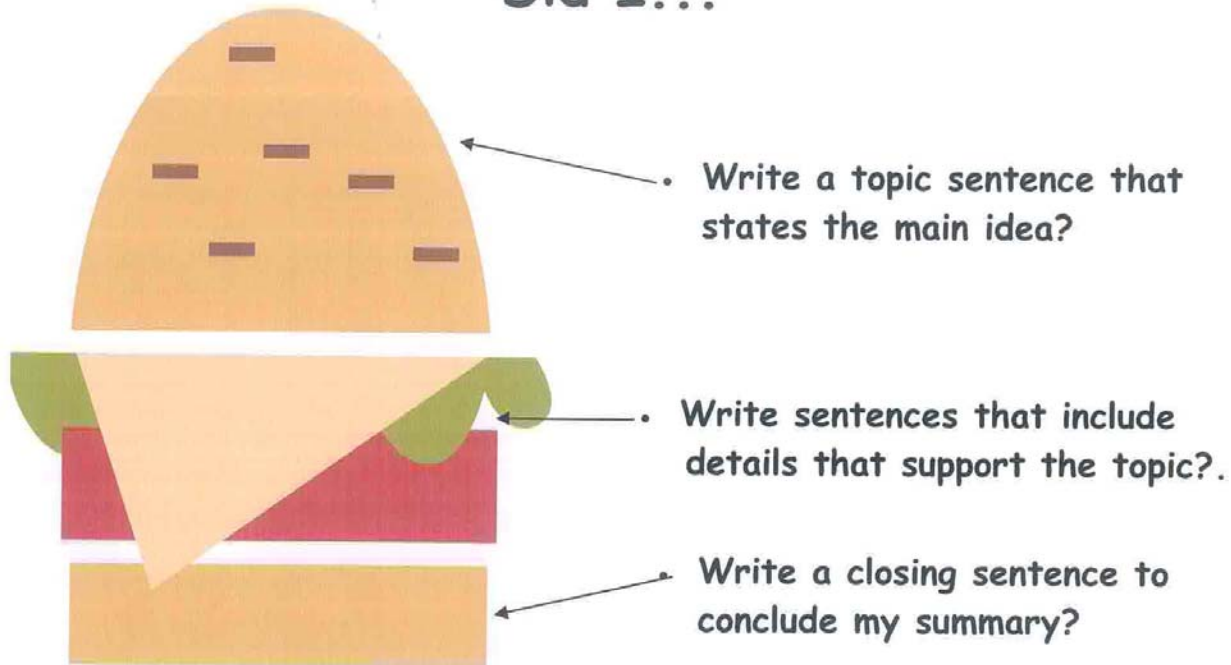 Did I...
• Write a topic sentence that
states the main idea?
• Write sentences that include
details that support the topic?.
• Write a closing sentence to
conclude my summary?